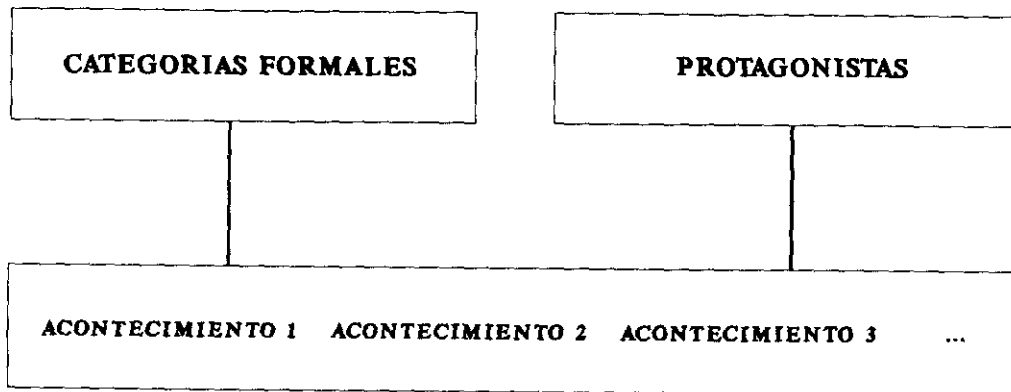 CATEGORIAS FORMALES
PROTAGONISTAS
ACONTECIMIENTO 1 ACONTECIMIENTO 2 ACONTECIMIENTO 3 ...